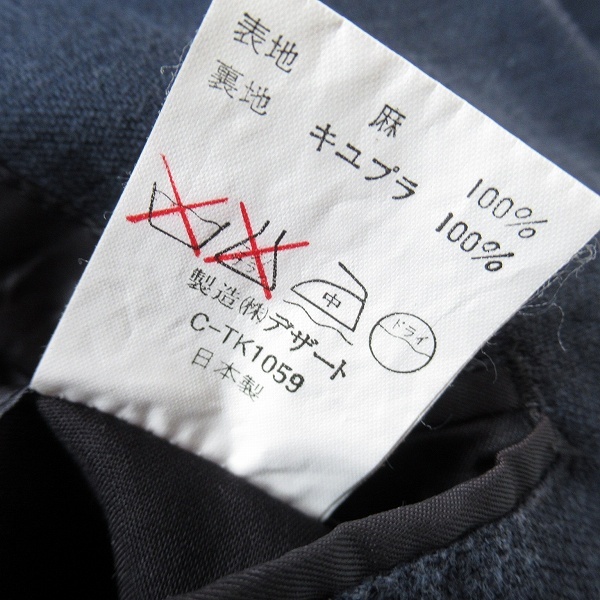 表地 麻 100%
裏地 キュプラ 100%
中
ドライ
製造(株)アザート
C-TK1059
日本製